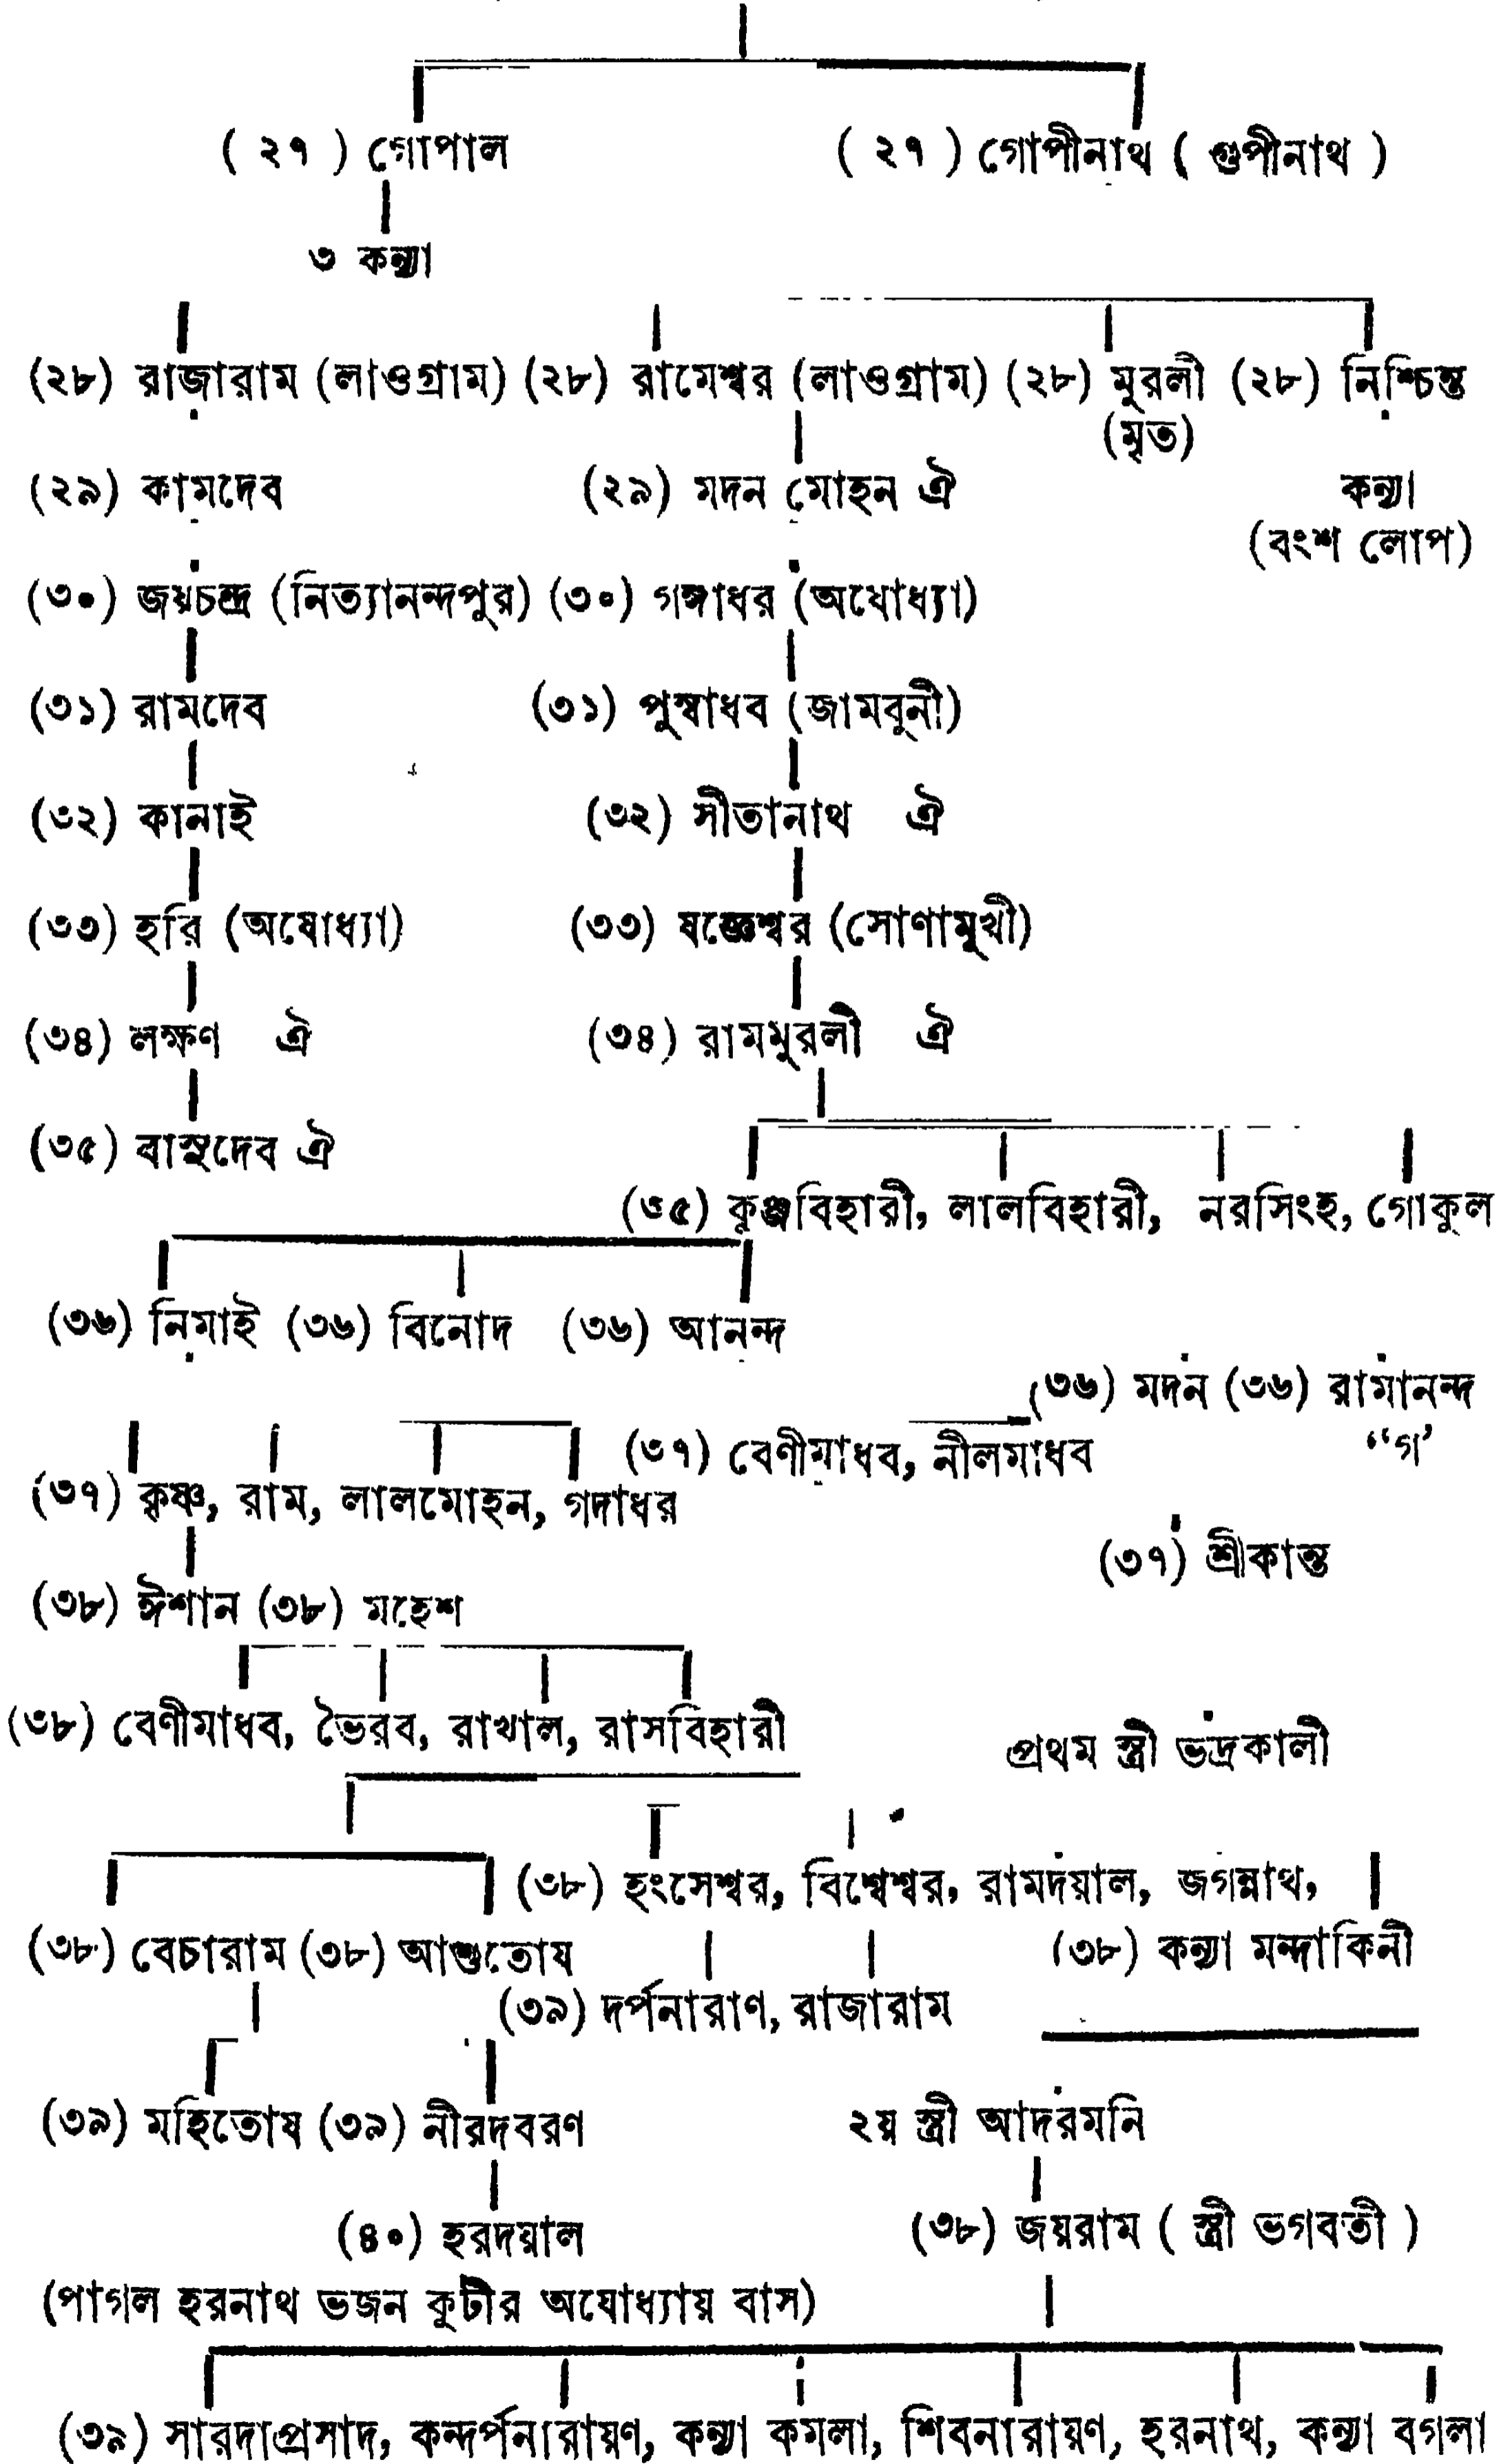 ( ২৭ ) গোপাল ( ২৭ ) গোপীনাথ ( গুপীনাথ )
৩ কন্যা
(২৮) রাজারাম (লাওগ্রাম) (২৮) রামেশ্বর (লাওগ্রাম) (২৮) মুরলী (২৮) নিশ্চিন্ত
(মৃত)
(২৯) কামদেব (২৯) মদন মোহন ঐ কন্যা
(বংশ লোপ)
(৩০) জয়চন্দ্র (নিত্যানন্দপুর) (৩০) গঙ্গাধর (অযোধ্যা)
(৩১) রামদেব (৩১) পুম্বাধব (জামবুনী)
(৩২) কানাই (৩২) সীতানাথ ঐ
(৩৩) হরি (অযোধ্যা) (৩৩) যজ্ঞেশ্বর (সোণামুখী)
(৩৪) লক্ষণ ঐ (৩৪) রামমুরলী ঐ
(৩৫) বাসুদেব ঐ
(৩৫) কুঞ্জবিহারী, লালবিহারী, নরসিংহ, গোকুল
(৩৬) নিমাই (৩৬) বিনোদ (৩৬) আনন্দ
(৩৬) মদন (৩৬) রামানন্দ
(৩৭) বেণীমাধব, নীলমাধব “গ’
(৩৭) কৃষ্ণ, রাম, লালমোহন, গদাধর
(৩৭) শ্রীকান্ত
(৩৮) ঈশান (৩৮) মহেশ
(৩৮) বেণীমাধব, ভৈরব, রাখাল, রাসবিহারী
প্রথম স্ত্রী ভদ্রকালী
(৩৮) হংসেশ্বর, বিশ্বেশ্বর, রামদয়াল, জগন্নাথ,
(৩৮) বেচারাম (৩৮) আশুতোষ (৩৮) কন্যা মন্দাকিনী
(৩৯) দর্পনারাণ, রাজারাম
(৩৯) মহিতোষ (৩৯) নীরদবরণ ২য় স্ত্রী আদরমনি
(৪০) হরদয়াল (৩৮) জয়রাম ( স্ত্রী ভগবতী )
(পাগল হরনাথ ভজন কুটীর অযোধ্যায় বাস)
(৩৯) সারদাপ্রসাদ, কন্দর্পনারায়ণ, কন্যা কমলা, শিবনারায়ণ, হরনাথ, কন্যা বগলা